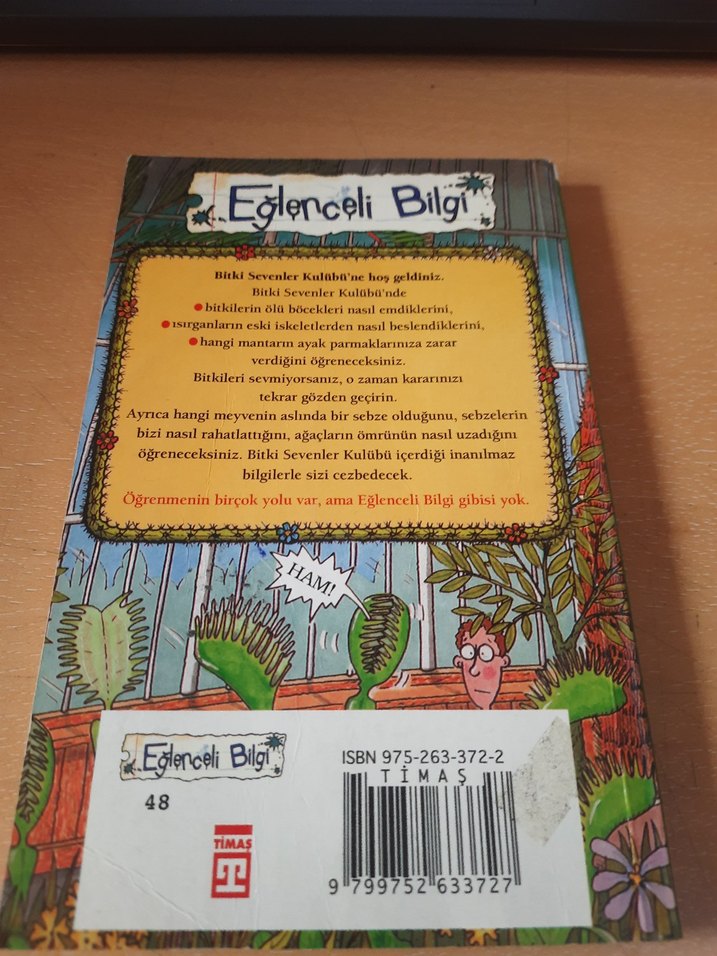 Eğlenceli Bilgi
Bitki Sevenler Kulübü'ne hoş geldiniz.
Bitki Sevenler Kulübü'nde
●bitkilerin ölü böcekleri nasıl emdiklerini,
●ısırganların eski iskeletlerden nasıl beslendiklerini,
●hangi mantarın ayak parmaklarınıza zarar
verdiğini öğreneceksiniz.
Bitkileri sevmiyorsanız, o zaman kararınızı
tekrar gözden geçirin.
Ayrıca hangi meyvenin aslında bir sebze olduğunu, sebzelerin
bizi nasıl rahatlattığını, ağaçların ömrünün nasıl uzadığını
öğreneceksiniz. Bitki Sevenler Kulübü içerdiği inanılmaz
bilgilerle sizi cezbedecek.
Öğrenmenin birçok yolu var, ama Eğlenceli Bilgi gibisi yok.
HAM!
Eğlenceli Bilgi
48
TİMAŞ
ISBN 975-263-372-2
TİMAŞ
9 799752 633727